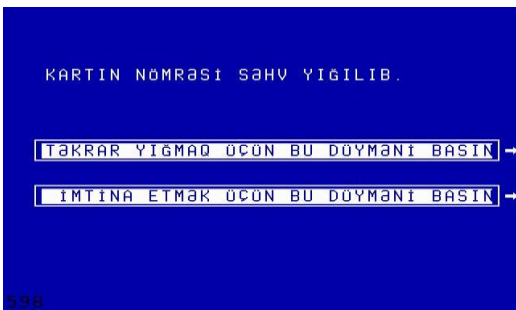 KARTIN NÖMRƏSİ SƏHV YIĞILIB.
TƏKRAR YIĞMAQ ÜÇÜN BU DÜYMƏNİ BASIN
İMTİNA ETMƏK ÜÇÜN BU DÜYMƏNİ BASIN
598